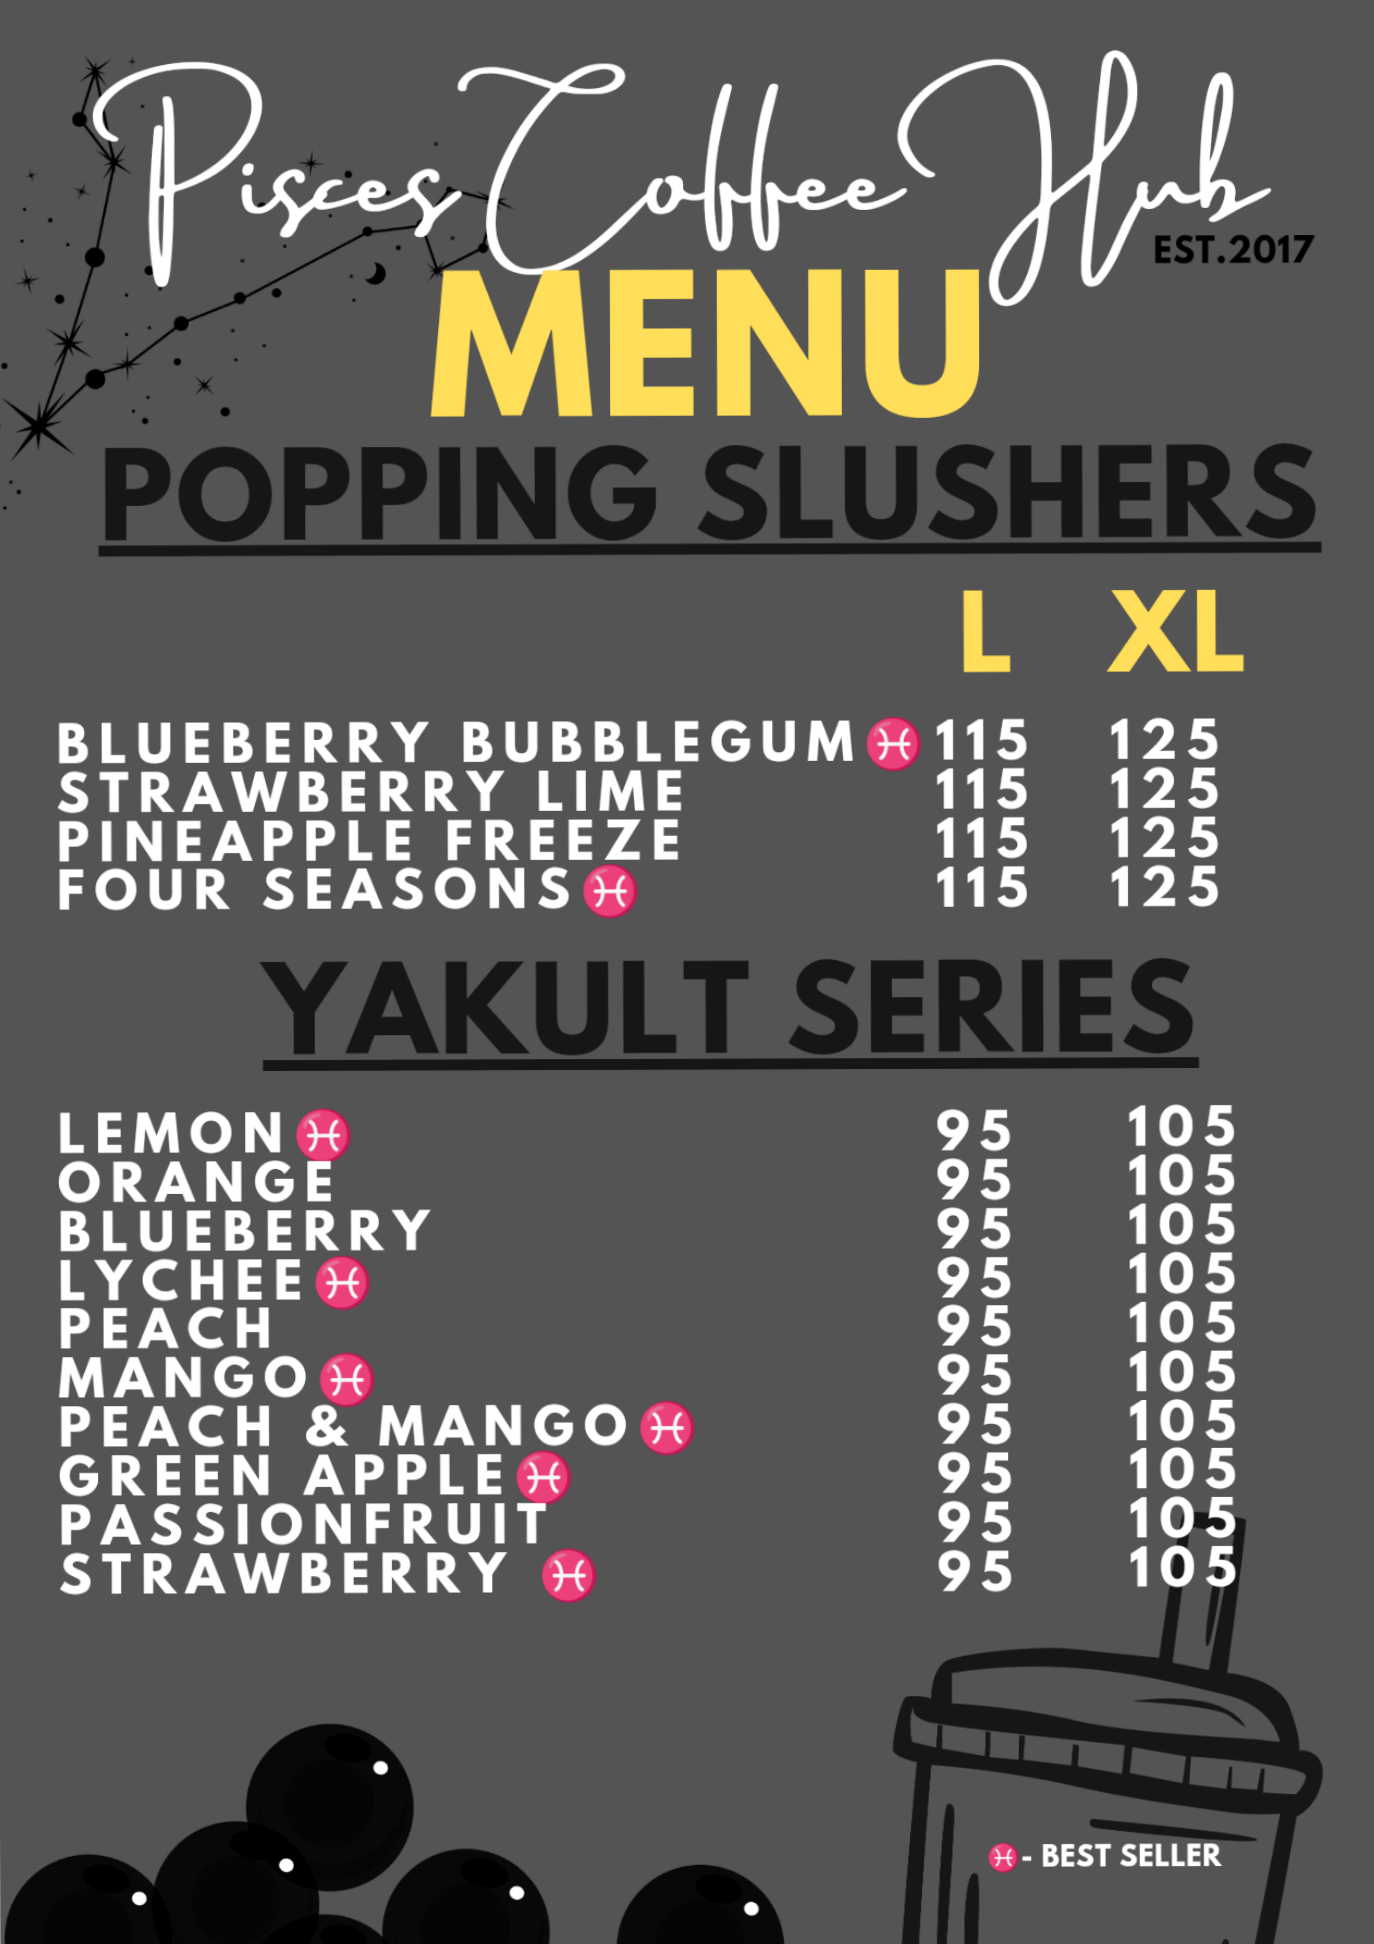 Pisces Coffee Hub
EST.2017
MENU
POPPING SLUSHERS
L XL
BLUEBERRY BUBBLEGUM♓ 115 125
STRAWBERRY LIME 115 125
PINEAPPLE FREEZE 115 125
FOUR SEASONS♓ 115 125
YAKULT SERIES
LEMON♓ 95 105
ORANGE 95 105
BLUEBERRY 95 105
LYCHEE♓ 95 105
PEACH 95 105
MANGO♓ 95 105
PEACH & MANGO♓ 95 105
GREEN APPLE♓ 95 105
PASSIONFRUIT 95 105
STRAWBERRY ♓ 95 105
♓- BEST SELLER